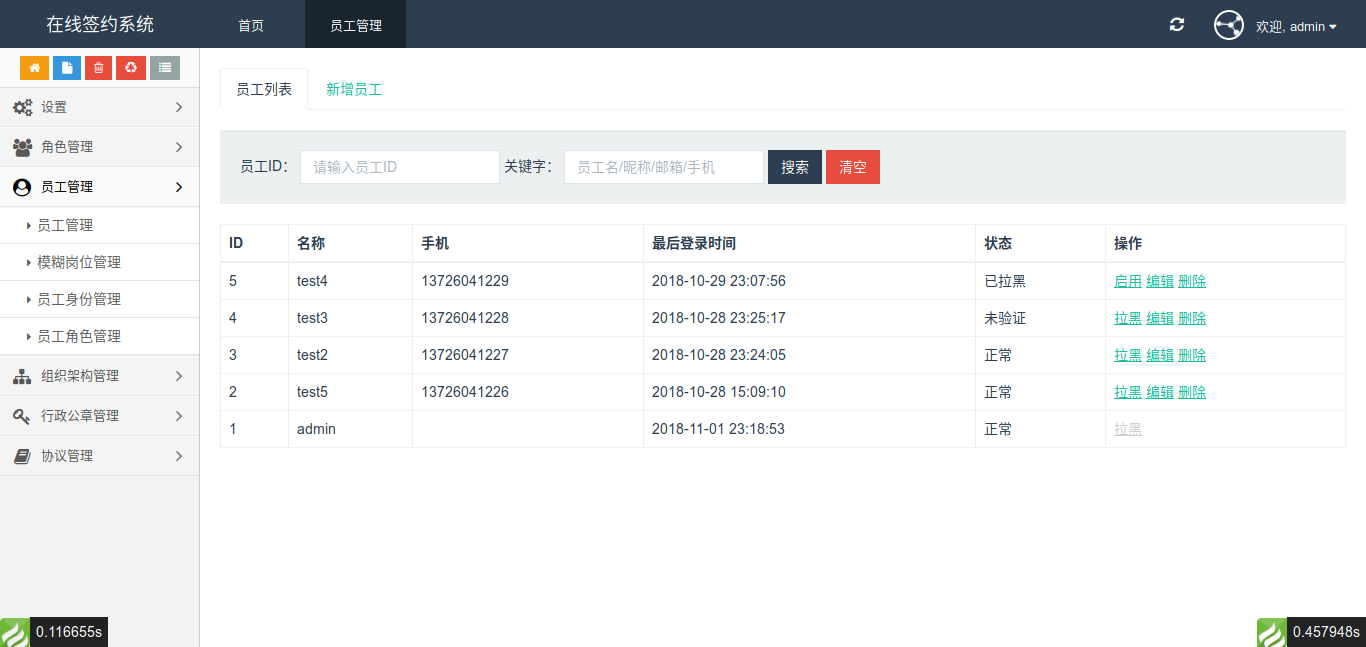 在线签约系统 首页 员工管理 欢迎, admin
设置
角色管理
员工管理
员工管理
模糊岗位管理
员工身份管理
员工角色管理
组织架构管理
行政公章管理
协议管理
员工列表 新增员工
员工ID： 请输入员工ID 关键字： 员工名/昵称/邮箱/手机 搜索 清空
ID 名称 手机 最后登录时间 状态 操作
5 test4 13726041229 2018-10-29 23:07:56 已拉黑 启用 编辑 删除
4 test3 13726041228 2018-10-28 23:25:17 未验证 拉黑 编辑 删除
3 test2 13726041227 2018-10-28 23:24:05 正常 拉黑 编辑 删除
2 test5 13726041226 2018-10-28 15:09:10 正常 拉黑 编辑 删除
1 admin 2018-11-01 23:18:53 正常 拉黑
0.116655s 0.457948s